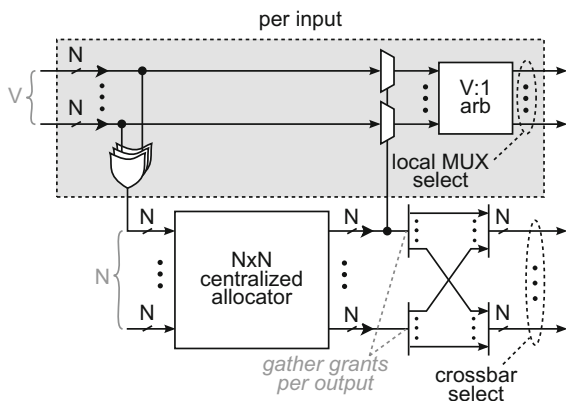 per input
N
V
N
V:1
arb
local MUX
select
N
N
N
N
NxN
centralized
allocator
N
N
N
gather grants
per output
crossbar
select